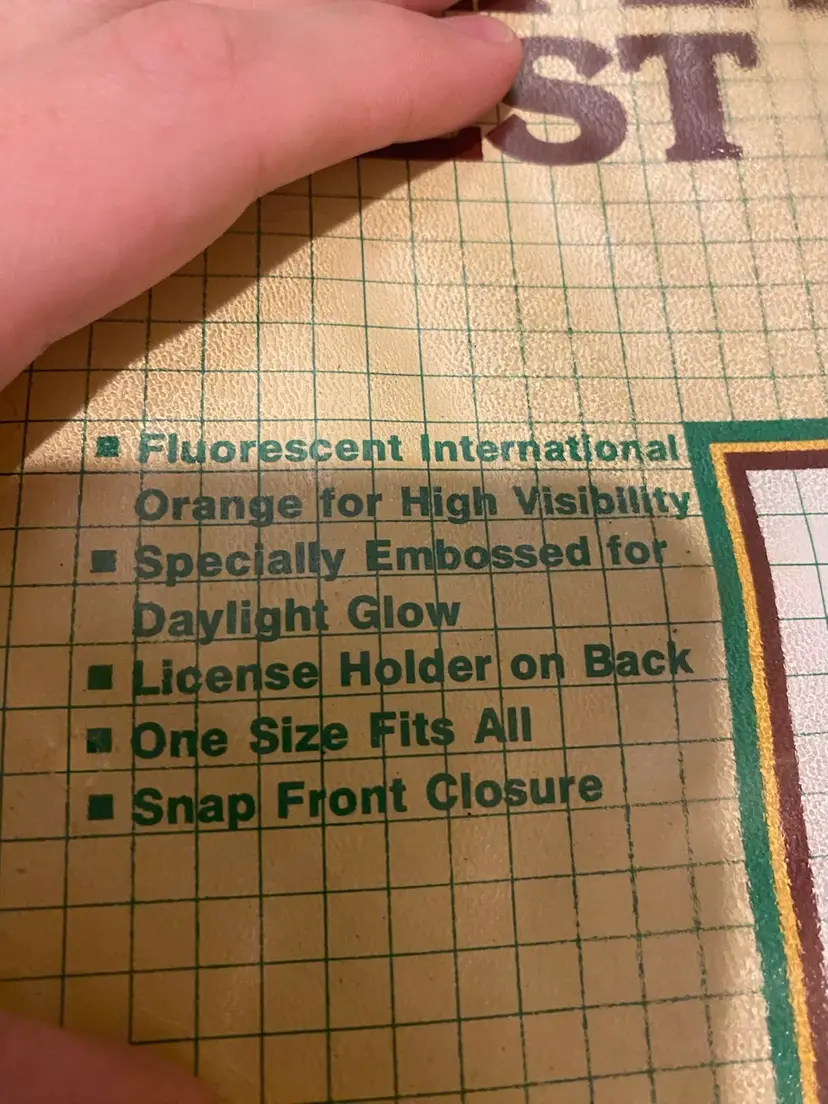 ST
■ Fluorescent International
Orange for High Visibility
■ Specially Embossed for
Daylight Glow
■ License Holder on Back
■ One Size Fits All
■ Snap Front Closure